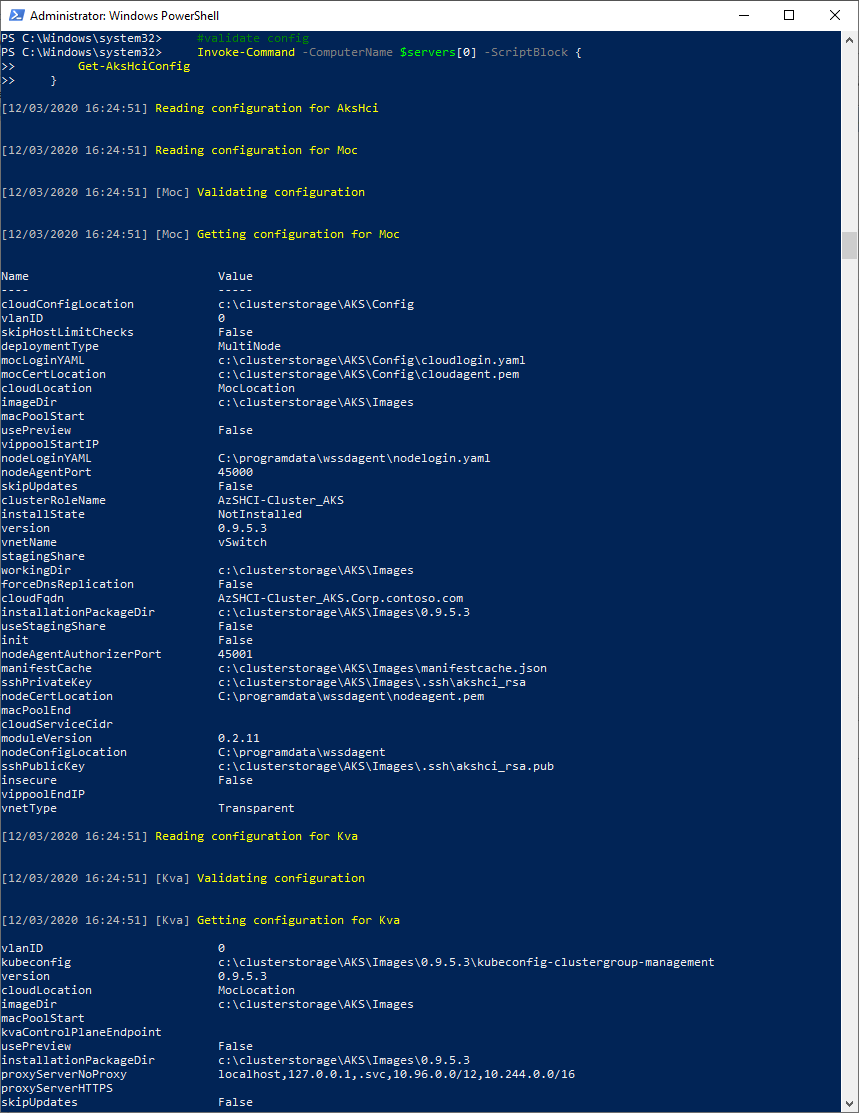 Administrator: Windows PowerShell
PS C:\Windows\system32>     #validate config
PS C:\Windows\system32>     Invoke-Command -ComputerName $servers[0] -ScriptBlock {
>>         Get-AksHciConfig
>>     }
[12/03/2020 16:24:51] Reading configuration for AksHci
[12/03/2020 16:24:51] Reading configuration for Moc
[12/03/2020 16:24:51] [Moc] Validating configuration
[12/03/2020 16:24:51] [Moc] Getting configuration for Moc
Name                           Value
----                           -----
cloudConfigLocation            c:\clusterstorage\AKS\Config
vlanID                         0
skipHostLimitChecks            False
deploymentType                 MultiNode
mocLoginYAML                   c:\clusterstorage\AKS\Config\cloudlogin.yaml
mocCertLocation                c:\clusterstorage\AKS\Config\cloudagent.pem
cloudLocation                  MocLocation
imageDir                       c:\clusterstorage\AKS\Images
macPoolStart
usePreview                     False
vippoolStartIP
nodeLoginYAML                  C:\programdata\wssdagent\nodelogin.yaml
nodeAgentPort                  45000
skipUpdates                    False
clusterRoleName                AzSHCI-Cluster_AKS
installState                   NotInstalled
version                        0.9.5.3
vnetName                       vSwitch
stagingShare
workingDir                     c:\clusterstorage\AKS\Images
forceDnsReplication            False
cloudFqdn                      AzSHCI-Cluster_AKS.Corp.contoso.com
installationPackageDir         c:\clusterstorage\AKS\Images\0.9.5.3
useStagingShare                False
init                           False
nodeAgentAuthorizerPort        45001
manifestCache                  c:\clusterstorage\AKS\Images\manifestcache.json
sshPrivateKey                  c:\clusterstorage\AKS\Images\.ssh\akshci_rsa
nodeCertLocation               C:\programdata\wssdagent\nodeagent.pem
macPoolEnd
cloudServiceCidr
moduleVersion                  0.2.11
nodeConfigLocation             C:\programdata\wssdagent
sshPublicKey                   c:\clusterstorage\AKS\Images\.ssh\akshci_rsa.pub
insecure                       False
vippoolEndIP
vnetType                       Transparent
[12/03/2020 16:24:51] Reading configuration for Kva
[12/03/2020 16:24:51] [Kva] Validating configuration
[12/03/2020 16:24:51] [Kva] Getting configuration for Kva
vlanID                         0
kubeconfig                     c:\clusterstorage\AKS\Images\0.9.5.3\kubeconfig-clustergroup-management
version                        0.9.5.3
cloudLocation                  MocLocation
imageDir                       c:\clusterstorage\AKS\Images
macPoolStart
kvaControlPlaneEndpoint
usePreview                     False
installationPackageDir         c:\clusterstorage\AKS\Images\0.9.5.3
proxyServerNoProxy             localhost,127.0.0.1,.svc,10.96.0.0/12,10.244.0.0/16
proxyServerHTTPS
skipUpdates                    False